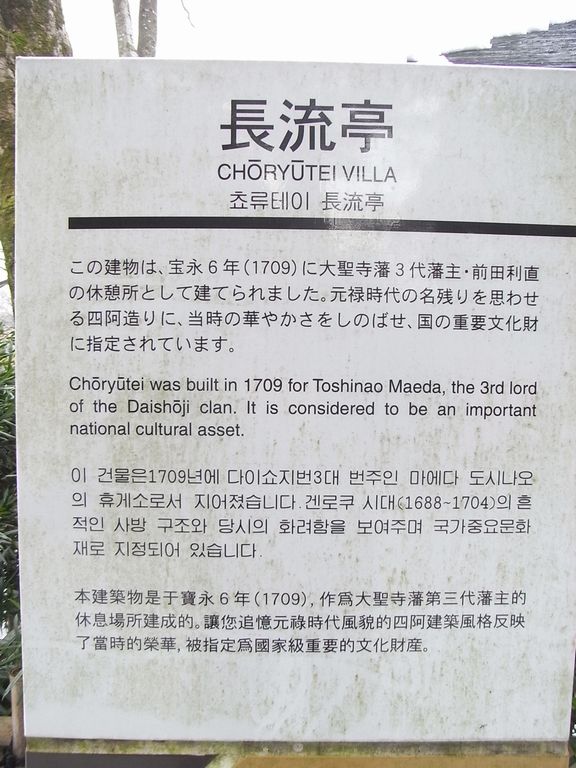 長流亭
CHŌRYŪTEI VILLA
쵸류테이 長流亭
この建物は、宝永6年(1709)に大聖寺藩3代藩主・前田利直
の休憩所として建てられました。元禄時代の名残りを思わせ
る四阿造りに、当時の華やかさをしのばせ、国の重要文化財
に指定されています。
Chōryūtei was built in 1709 for Toshinao Maeda, the 3rd lord
of the Daishōji clan. It is considered to be an important
national cultural asset.
이 건물은1709년에 다이쇼지번3대 번주인 마에다 도시나오
의 휴게소로서 지어졌습니다.겐로쿠 시대(1688~1704)의흔
적인 사방 구조와 당시의 화려함을 보여주며 국가중요문화
재로 지정되어 있습니다.
本建築物是于寶永6年(1709), 作爲大聖寺藩第三代藩主的
休息場所建成的。讓您追憶元祿時代風貌的四阿建築風格反映
了當時的榮華, 被指定爲國家級重要的文化財産。